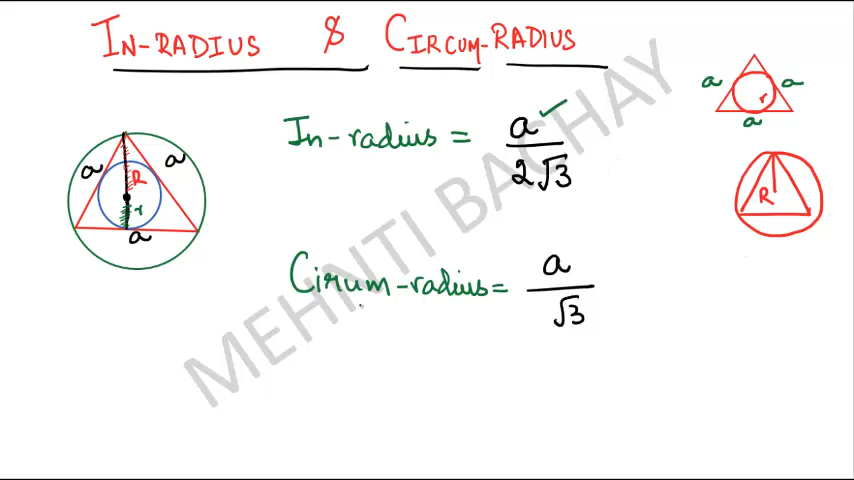 IN-RADIUS & CIRCUM-RADIUS
a a
a
r
In-radius = a/2√3
a a
R
r
a
R
Cirum-radius = a/√3
MEHNTI BACHAY